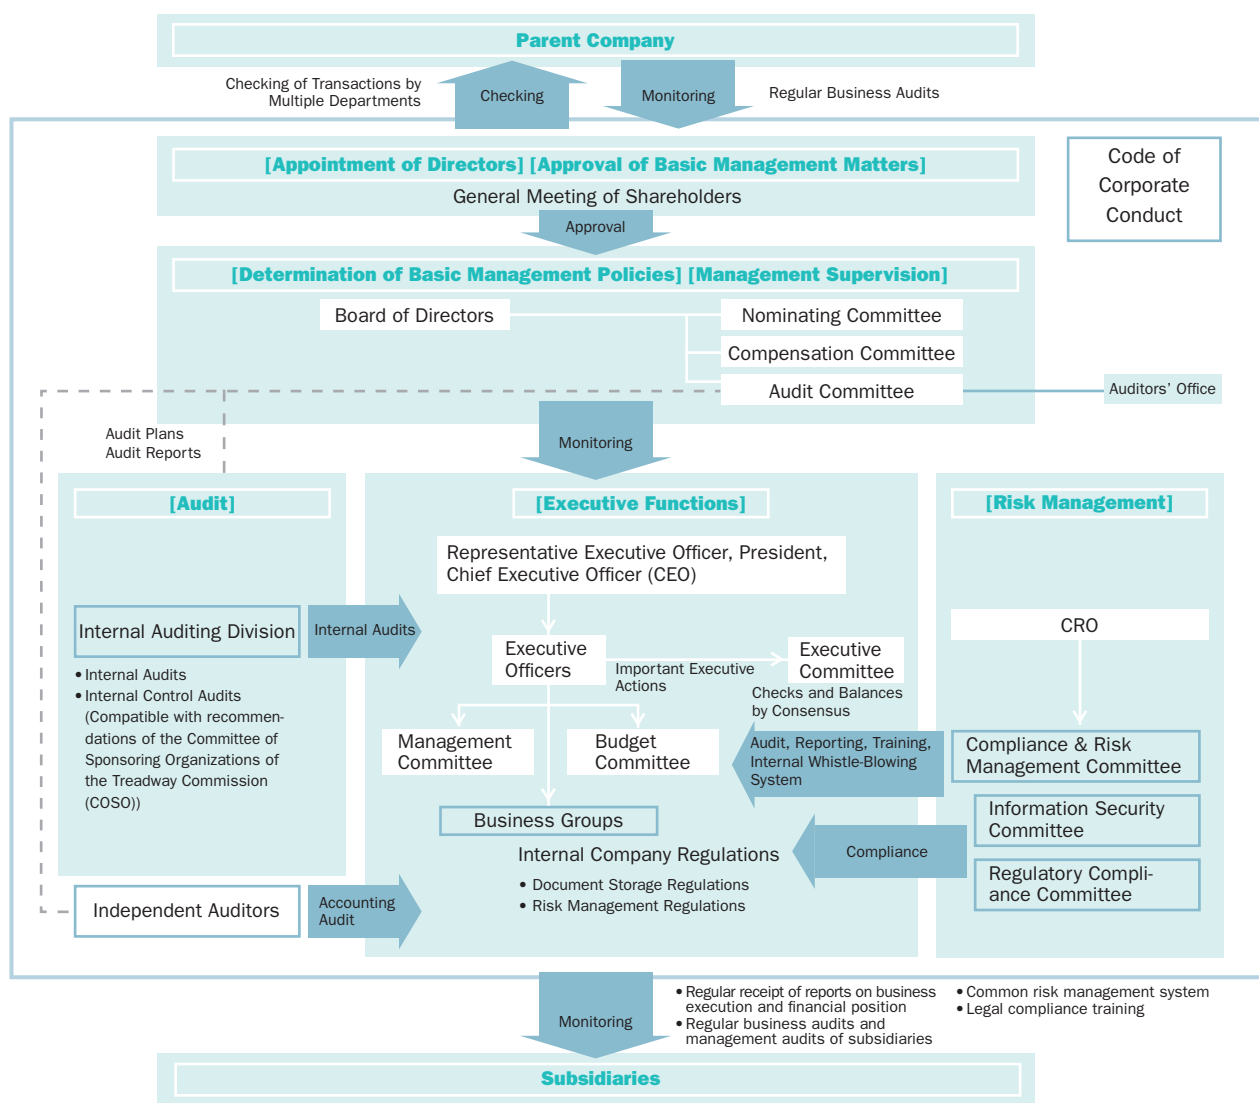 Parent Company
Checking of Transactions by
Multiple Departments
Checking
Monitoring
Regular Business Audits
[Appointment of Directors] [Approval of Basic Management Matters]
General Meeting of Shareholders
Code of
Corporate
Conduct
Approval
[Determination of Basic Management Policies] [Management Supervision]
Board of Directors
Nominating Committee
Compensation Committee
Audit Committee
Auditors' Office
Audit Plans
Audit Reports
Monitoring
[Audit]
Internal Auditing Division
• Internal Audits
• Internal Control Audits
(Compatible with recommen-
dations of the Committee of
Sponsoring Organizations of
the Treadway Commission
(COSO))
Internal Audits
Independent Auditors
Accounting
Audit
[Executive Functions]
Representative Executive Officer, President,
Chief Executive Officer (CEO)
Executive
Officers
Important Executive
Actions
Executive
Committee
Checks and Balances
by Consensus
Management
Committee
Budget
Committee
Business Groups
Internal Company Regulations
• Document Storage Regulations
• Risk Management Regulations
[Risk Management]
CRO
Audit, Reporting, Training,
Internal Whistle-Blowing
System
Compliance & Risk
Management Committee
Information Security
Committee
Compliance
Regulatory Compli-
ance Committee
Monitoring
• Regular receipt of reports on business
execution and financial position
• Regular business audits and
management audits of subsidiaries
• Common risk management system
• Legal compliance training
Subsidiaries